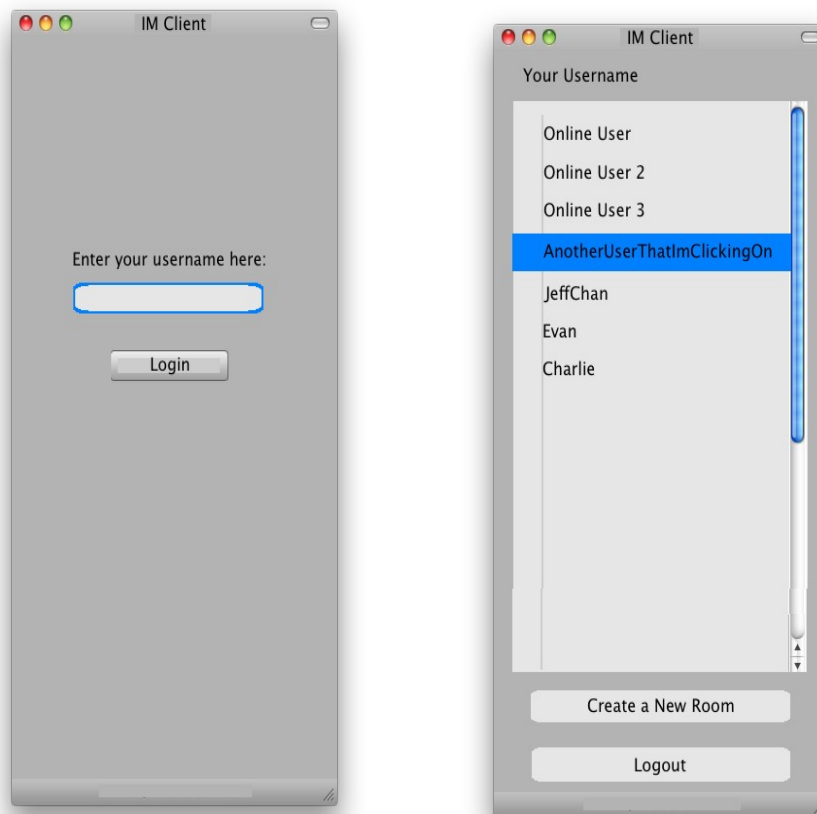 IM Client
Enter your username here:
Login
IM Client
Your Username
Online User
Online User 2
Online User 3
AnotherUserThatImClickingOn
JeffChan
Evan
Charlie
Create a New Room
Logout